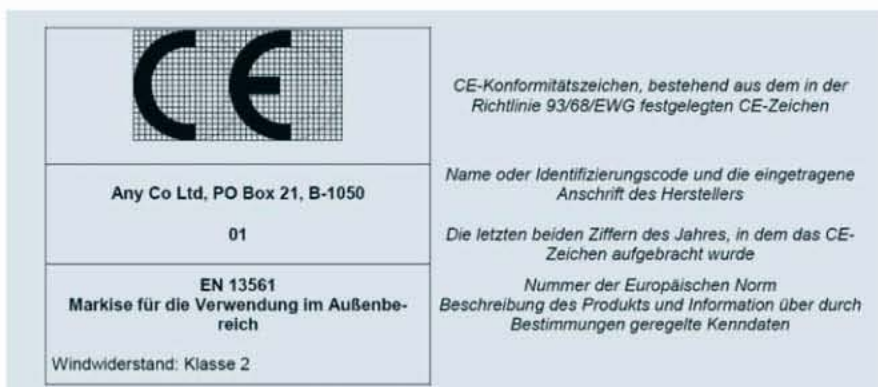 CE
CE-Konformitätszeichen, bestehend aus dem in der
Richtlinie 93/68/EWG festgelegten CE-Zeichen
Any Co Ltd, PO Box 21, B-1050
Name oder Identifizierungscode und die eingetragene
Anschrift des Herstellers
01
Die letzten beiden Ziffern des Jahres, in dem das CE-
Zeichen aufgebracht wurde
EN 13561
Markise für die Verwendung im Außenbe-
reich
Nummer der Europäischen Norm
Beschreibung des Produkts und Information über durch
Bestimmungen geregelte Kenndaten
Windwiderstand: Klasse 2